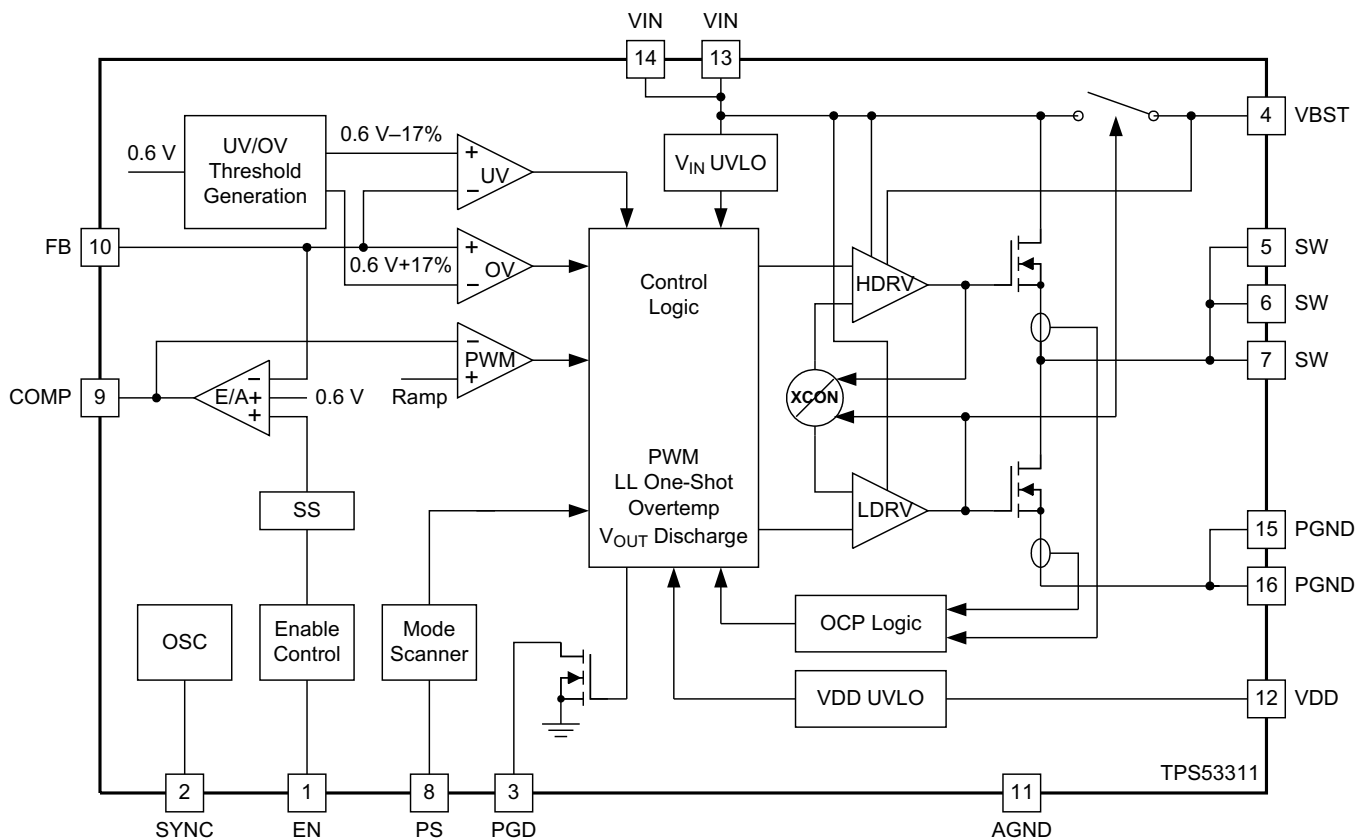 VIN
VIN
14
13
4
VBST
0.6 V
UV/OV
Threshold
Generation
0.6 V–17%
+
UV
–
VIN UVLO
FB
10
0.6 V+17%
+
OV
–
Control
Logic
HDRV
5
SW
6
SW
7
SW
–
PWM
+
Ramp
COMP
9
E/A
–
+
+
0.6 V
XCON
PWM
LL One-Shot
Overtemp
VOUT Discharge
LDRV
SS
15
PGND
16
PGND
OSC
Enable
Control
Mode
Scanner
OCP Logic
VDD UVLO
12
VDD
TPS53311
2
1
8
3
11
SYNC
EN
PS
PGD
AGND